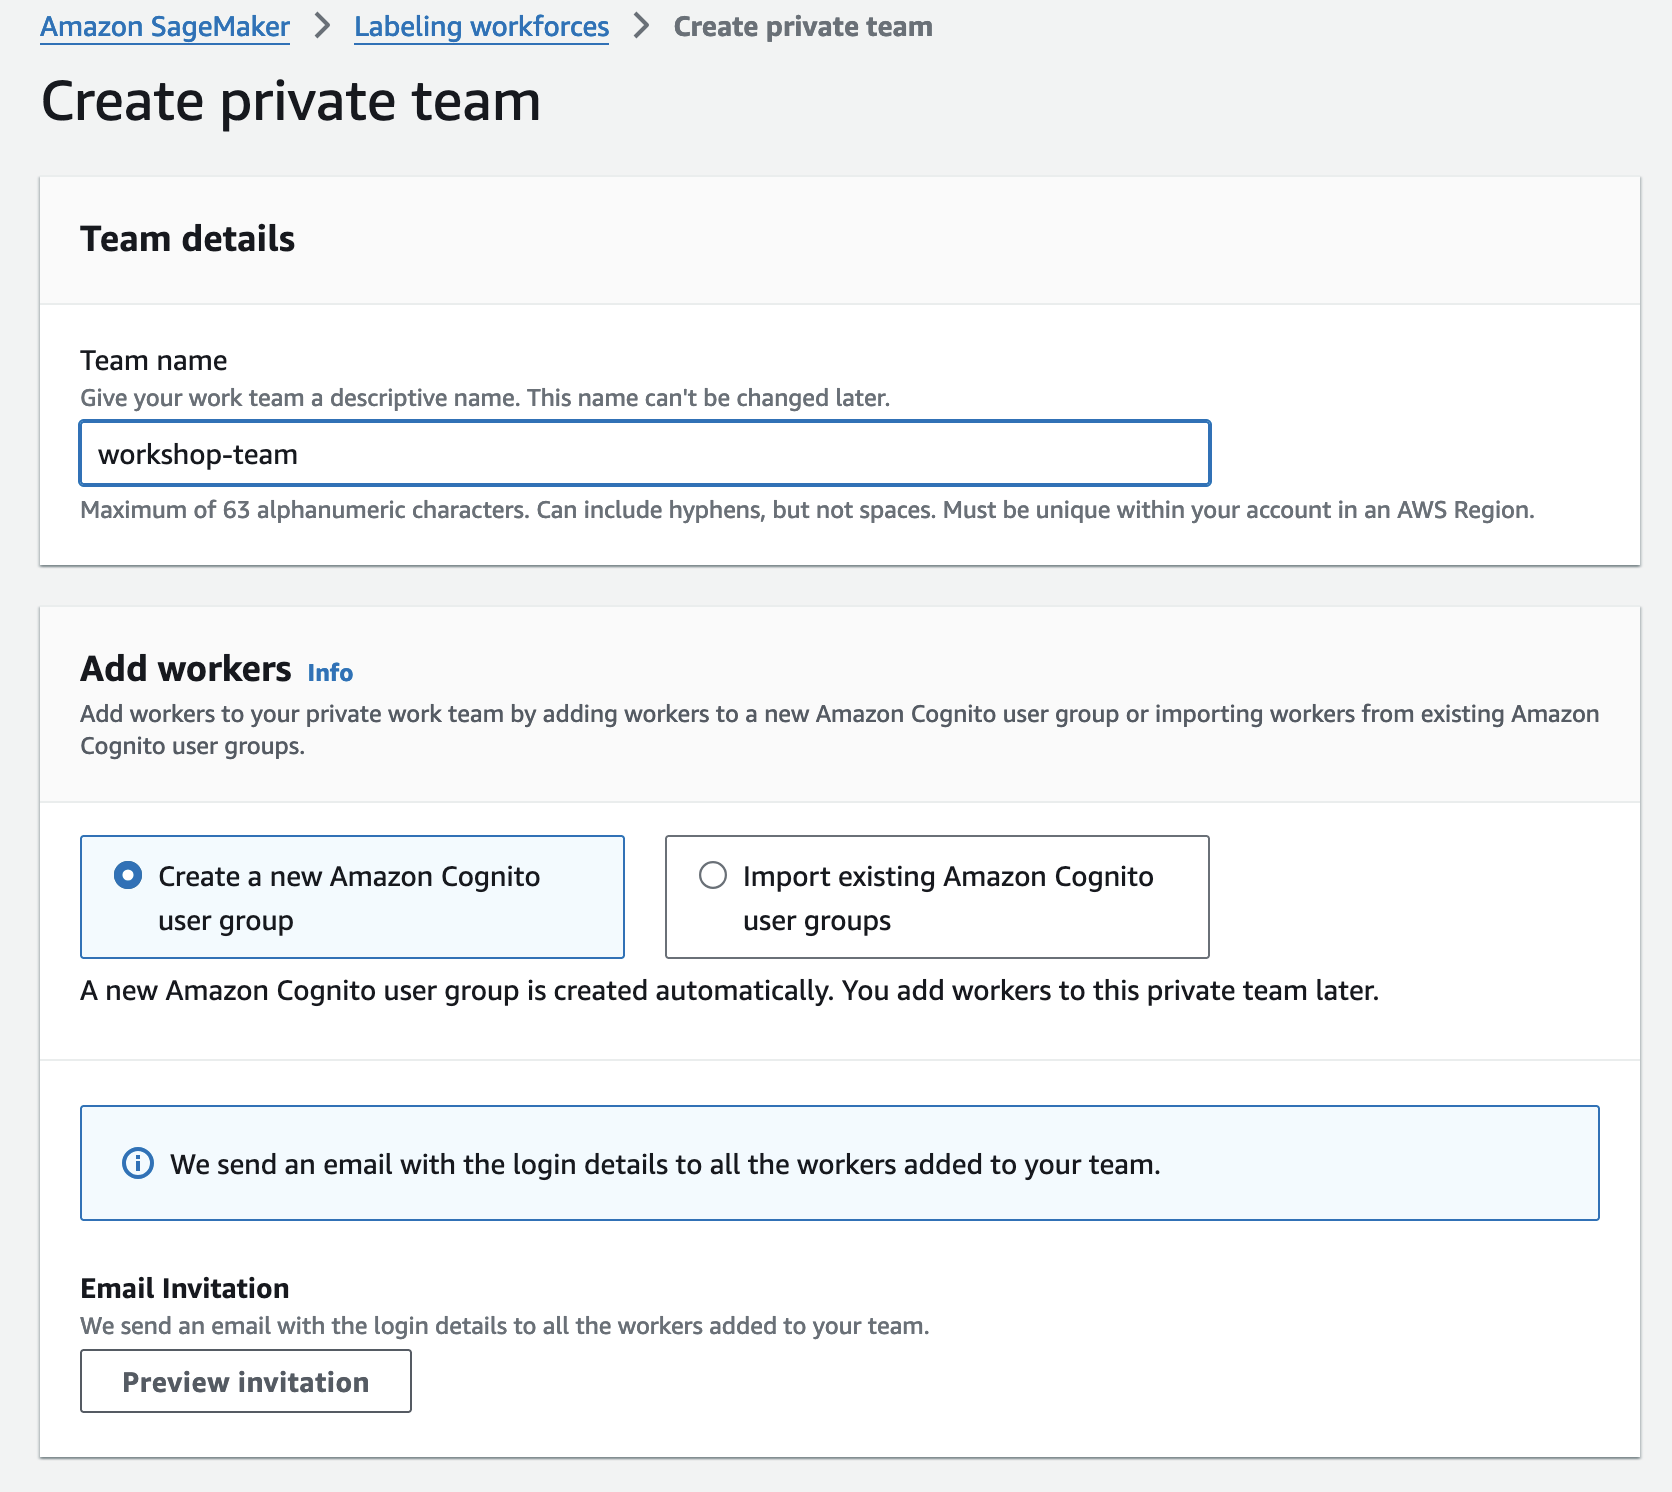 Amazon SageMaker > Labeling workforces > Create private team
Create private team
Team details
Team name
Give your work team a descriptive name. This name can't be changed later.
workshop-team
Maximum of 63 alphanumeric characters. Can include hyphens, but not spaces. Must be unique within your account in an AWS Region.
Add workers Info
Add workers to your private work team by adding workers to a new Amazon Cognito user group or importing workers from existing Amazon
Cognito user groups.
Create a new Amazon Cognito
user group
Import existing Amazon Cognito
user groups
A new Amazon Cognito user group is created automatically. You add workers to this private team later.
We send an email with the login details to all the workers added to your team.
Email Invitation
We send an email with the login details to all the workers added to your team.
Preview invitation